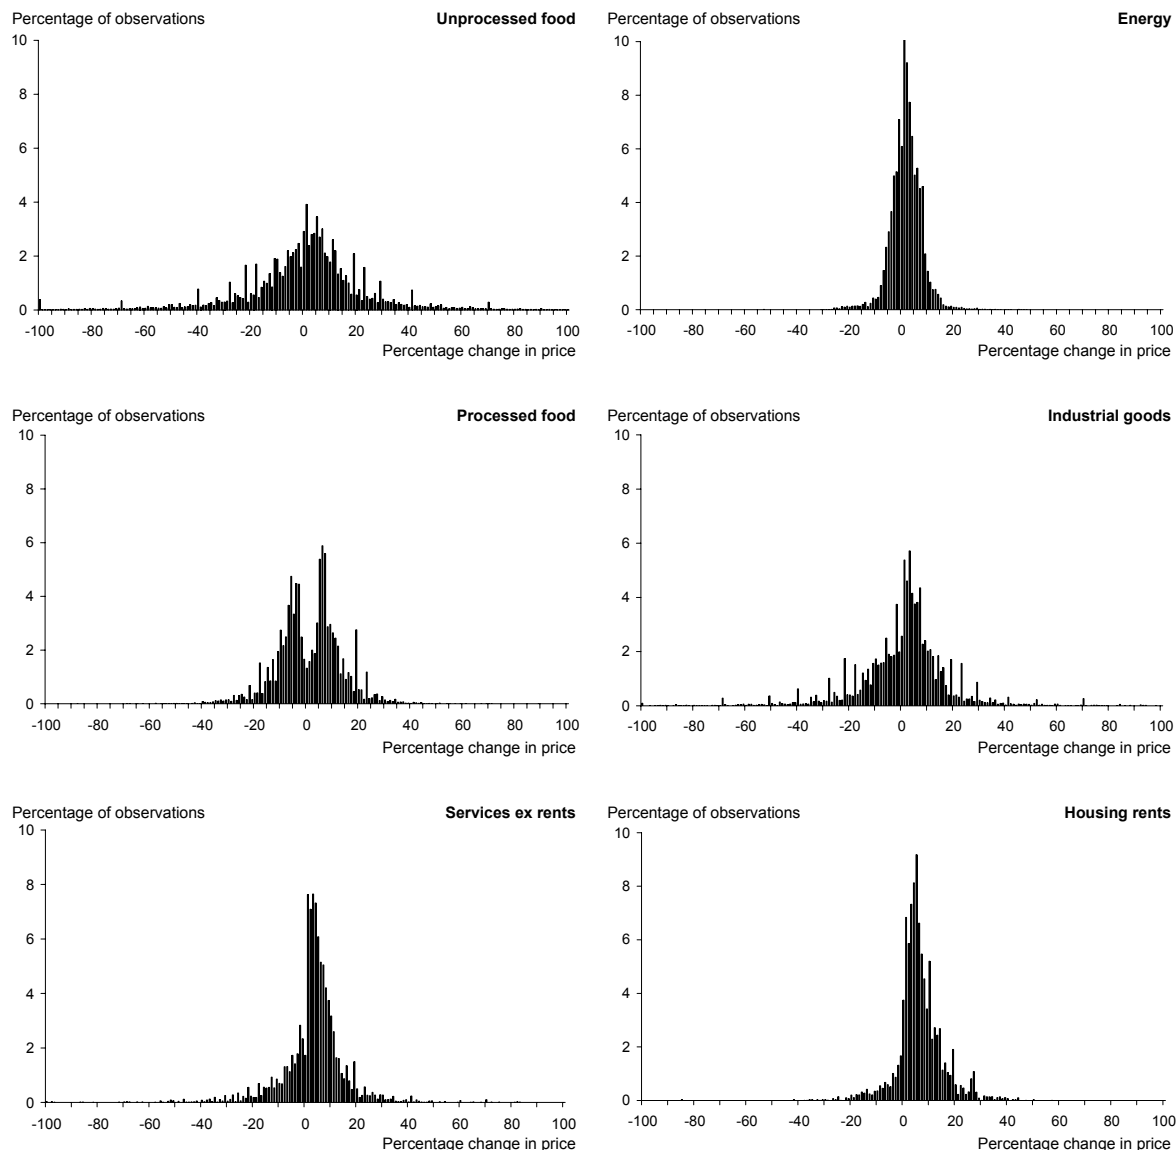 Percentage of observations Unprocessed food
10
8
6
4
2
0
-100 -80 -60 -40 -20 0 20 40 60 80 100
Percentage change in price
Percentage of observations Energy
10
8
6
4
2
0
-100 -80 -60 -40 -20 0 20 40 60 80 100
Percentage change in price
Percentage of observations Processed food
10
8
6
4
2
0
-100 -80 -60 -40 -20 0 20 40 60 80 100
Percentage change in price
Percentage of observations Industrial goods
10
8
6
4
2
0
-100 -80 -60 -40 -20 0 20 40 60 80 100
Percentage change in price
Percentage of observations Services ex rents
10
8
6
4
2
0
-100 -80 -60 -40 -20 0 20 40 60 80 100
Percentage change in price
Percentage of observations Housing rents
10
8
6
4
2
0
-100 -80 -60 -40 -20 0 20 40 60 80 100
Percentage change in price